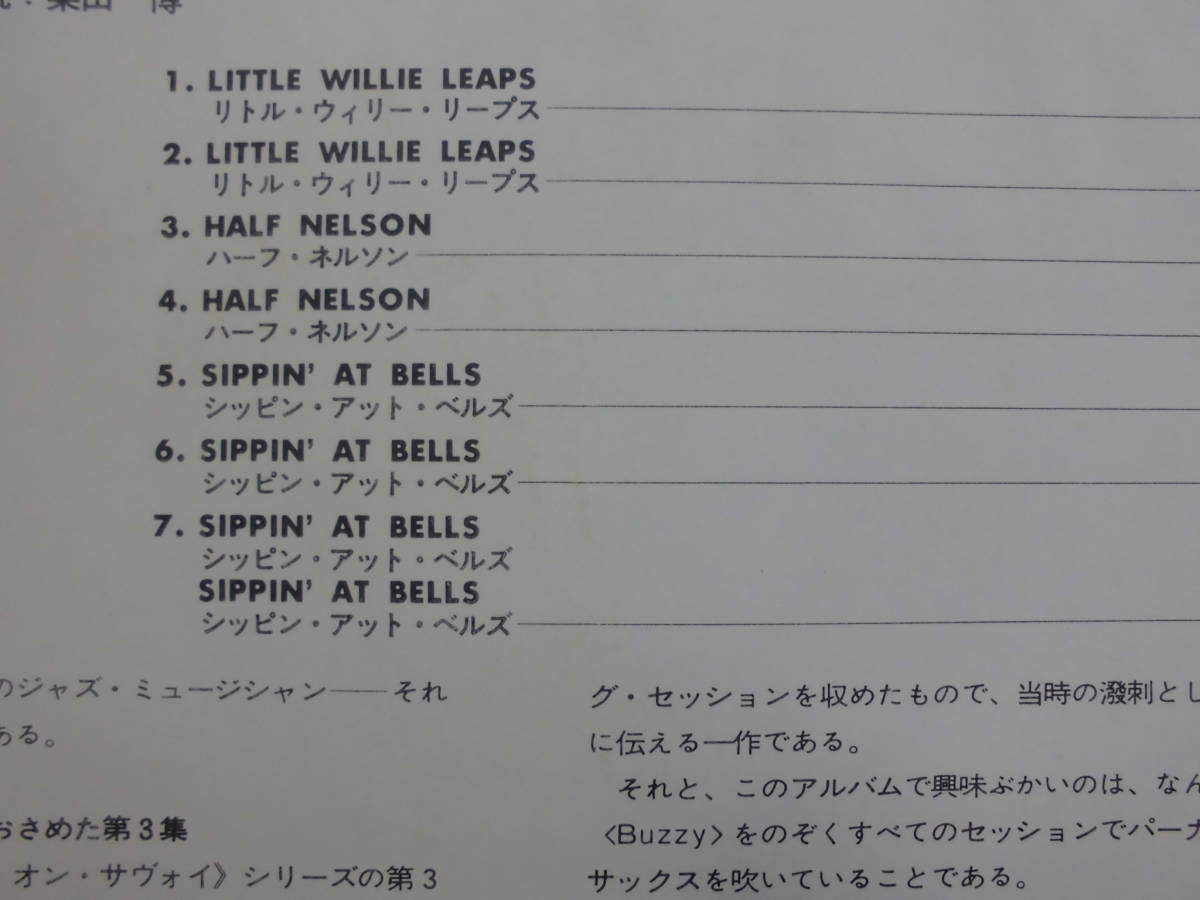 栗山 博
1. LITTLE WILLIE LEAPS
リトル・ウィリー・リープス
2. LITTLE WILLIE LEAPS
リトル・ウィリー・リープス
3. HALF NELSON
ハーフ・ネルソン
4. HALF NELSON
ハーフ・ネルソン
5. SIPPIN' AT BELLS
シッピン・アット・ベルズ
6. SIPPIN' AT BELLS
シッピン・アット・ベルズ
7. SIPPIN' AT BELLS
シッピン・アット・ベルズ
SIPPIN' AT BELLS
シッピン・アット・ベルズ
のジャズ・ミュージシャン――それ
ある。
おさめた第3集
オン・サヴォイ》シリーズの第3
グ・セッションを収めたもので、当時の潑刺とし
に伝える一作である。
それと、このアルバムで興味ぶかいのは、なん
〈Buzzy〉をのぞくすべてのセッションでパーカ
サックスを吹いていることである。